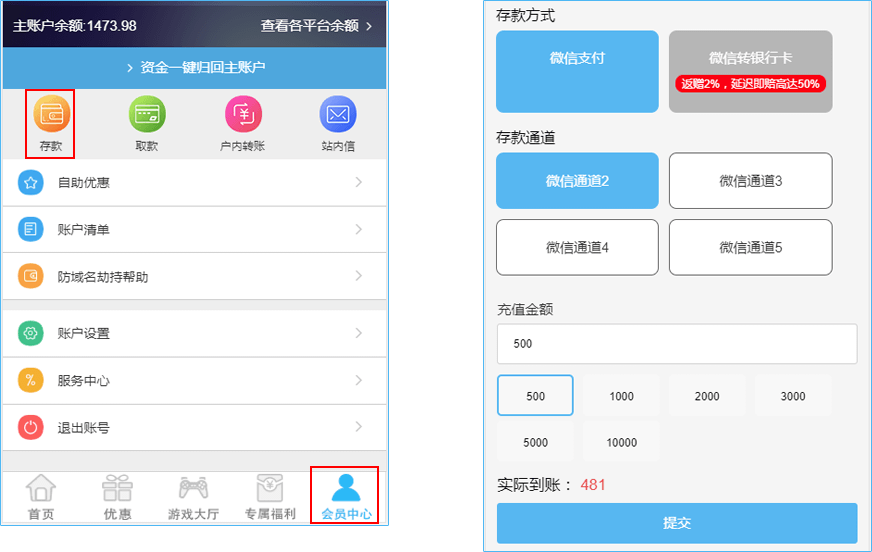 主账户余额:1473.98
查看各平台余额 >
> 资金一键归回主账户
存款
取款
户内转账
站内信
自助优惠
账户清单
防域名劫持帮助
账户设置
服务中心
退出账号
首页
优惠
游戏大厅
专属福利
会员中心
存款方式
微信支付
微信转银行卡
返赠2%，延迟即赔高达50%
存款通道
微信通道2
微信通道3
微信通道4
微信通道5
充值金额
500
500
1000
2000
3000
5000
10000
实际到账： 481
提交